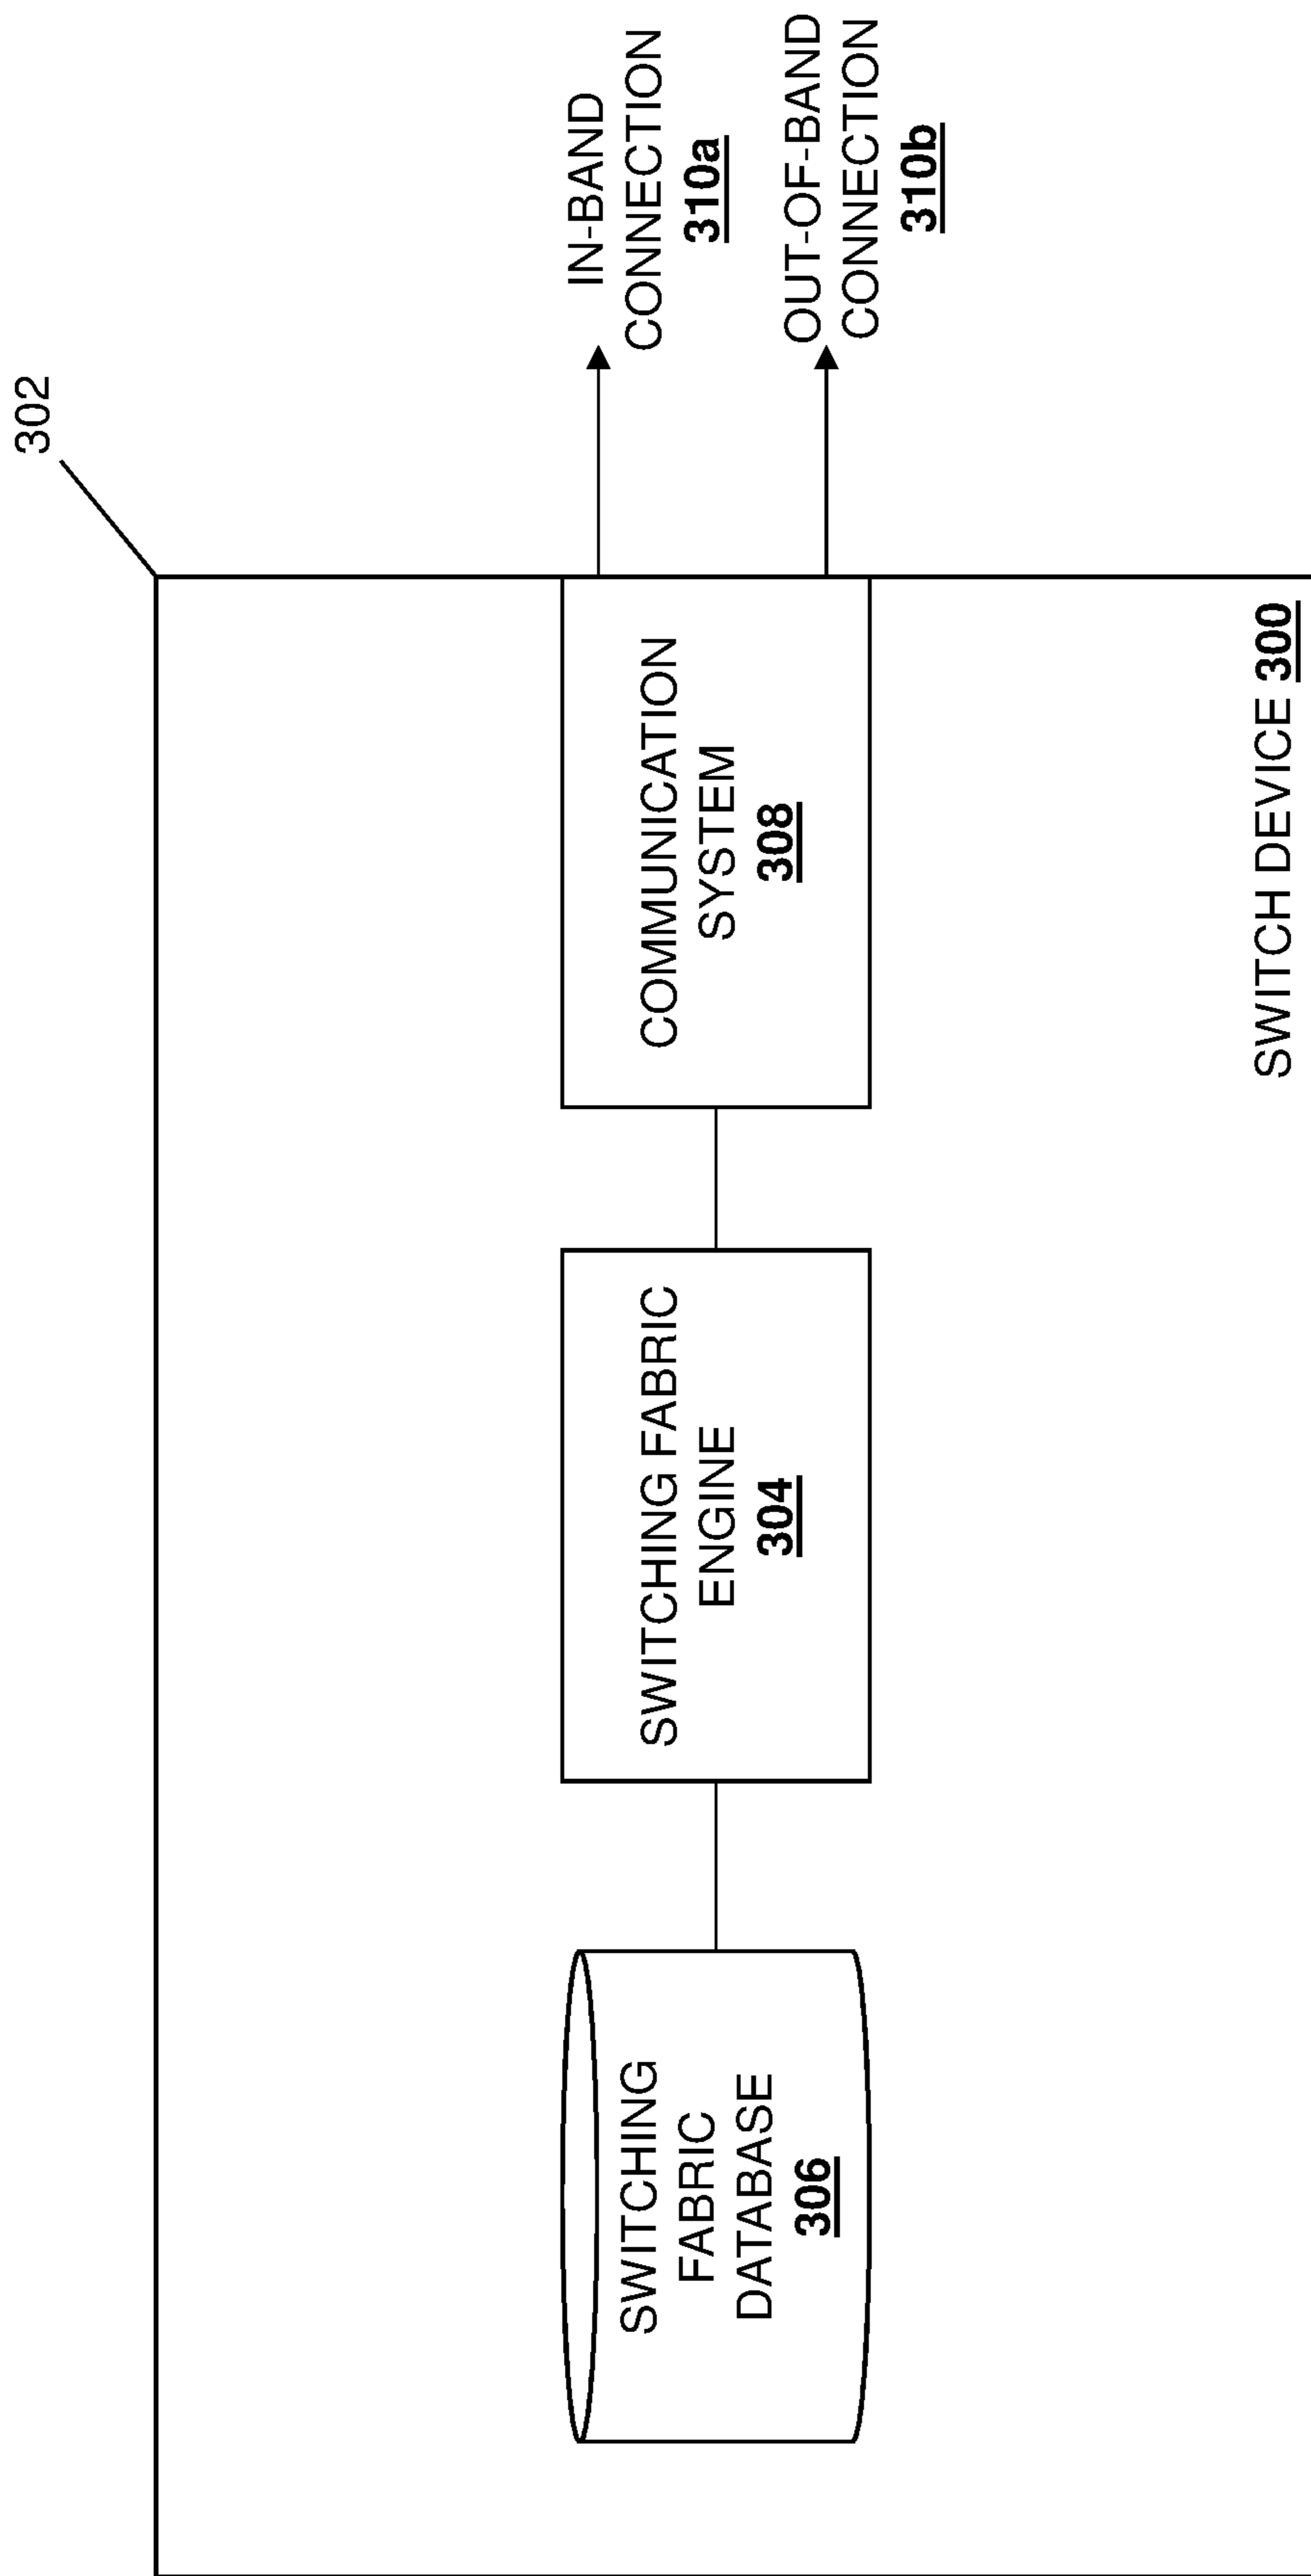 302
SWITCHING
FABRIC
DATABASE
306
SWITCHING FABRIC
ENGINE
304
COMMUNICATION
SYSTEM
308
IN-BAND
CONNECTION
310a
OUT-OF-BAND
CONNECTION
310b
SWITCH DEVICE 300